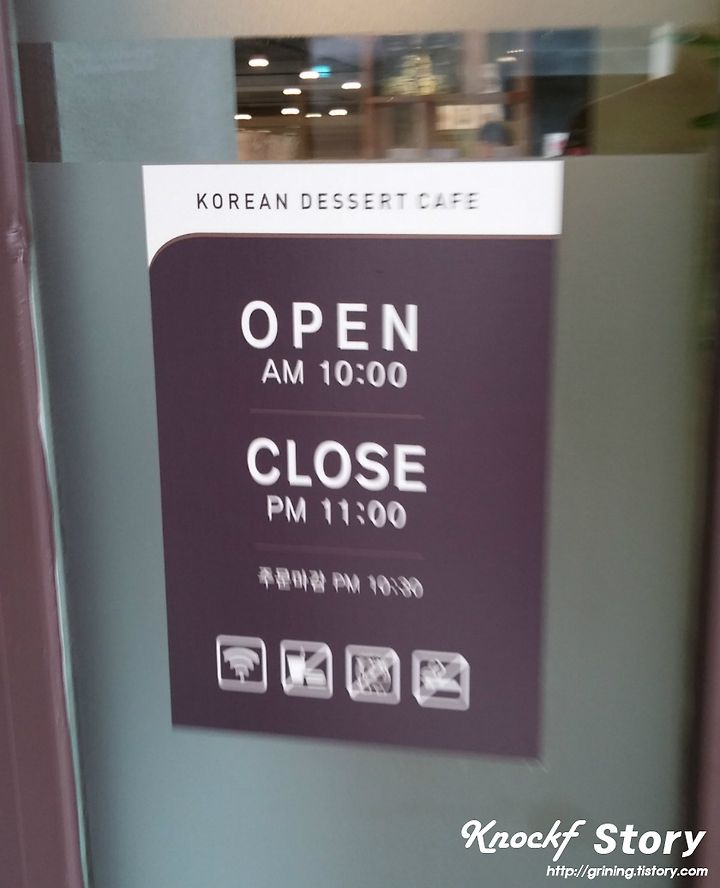 KOREAN DESSERT CAFE
OPEN
AM 10:00
CLOSE
PM 11:00
주문마감 PM 10:30
Knockf Story
http://grining.tistory.com